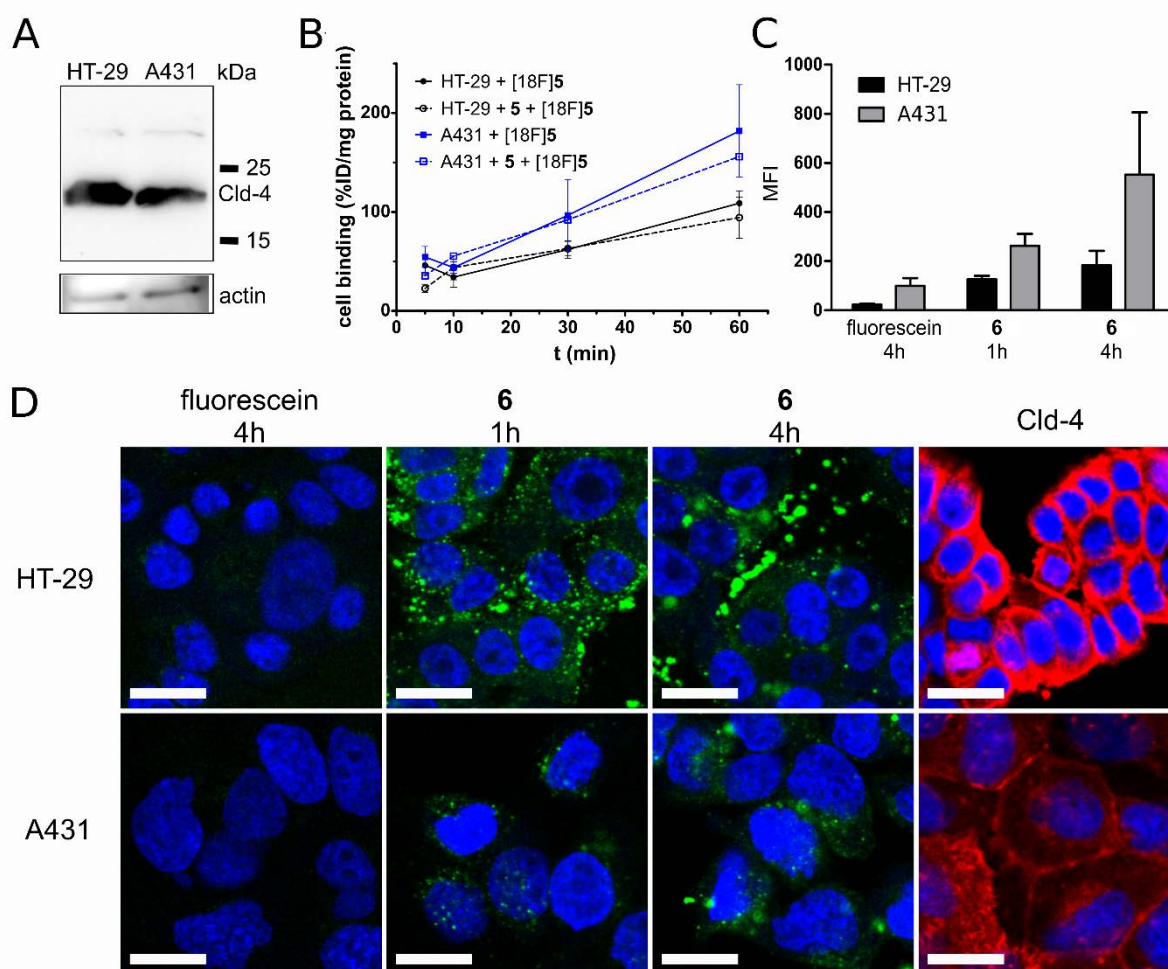 A
HT-29 A431 kDa
25
Cld-4
15
actin
B
cell binding (%ID/mg protein)
200
100
0
HT-29 + [18F]5
HT-29 + 5 + [18F]5
A431 + [18F]5
A431 + 5 + [18F]5
0 10 20 30 40 50 60
t (min)
C
MFI
1000
800
600
400
200
0
HT-29
A431
fluorescein 6 6
4h 1h 4h
D
fluorescein 6 6 Cld-4
4h 1h 4h
HT-29
A431